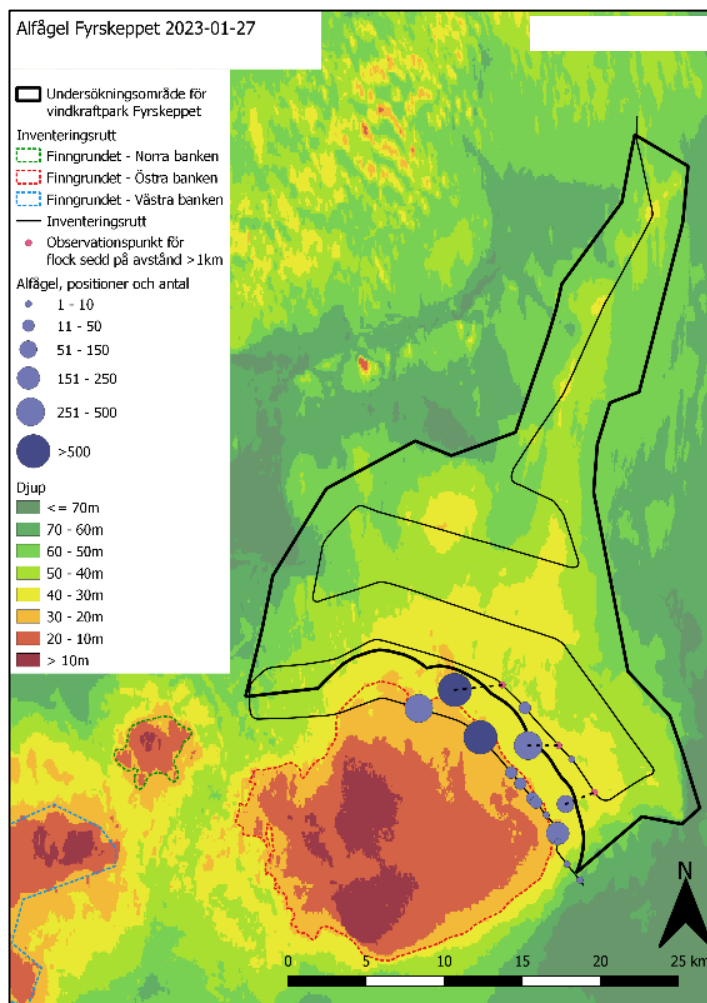 Alfågel Fyrskeppet 2023-01-27
Undersökningsområde för
vindkraftpark Fyrskeppet
Inventeringsrutt
Finngrundet - Norra banken
Finngrundet - Östra banken
Finngrundet - Västra banken
Inventeringsrutt
Observationspunkt för
flock sedd på avstånd >1km
Alfågel, positioner och antal
1 - 10
11 - 50
51 - 150
151 - 250
251 - 500
>500
Djup
<= 70m
70 - 60m
60 - 50m
50 - 40m
40 - 30m
30 - 20m
20 - 10m
> 10m
N
0 5 10 15 20 25 km